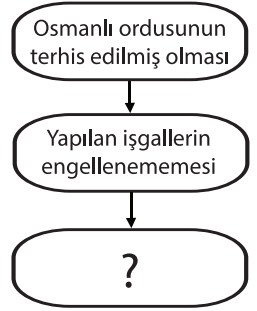 Osmanlı ordusunun
terhis edilmiş olması
Yapılan işgallerin
engellenememesi
?